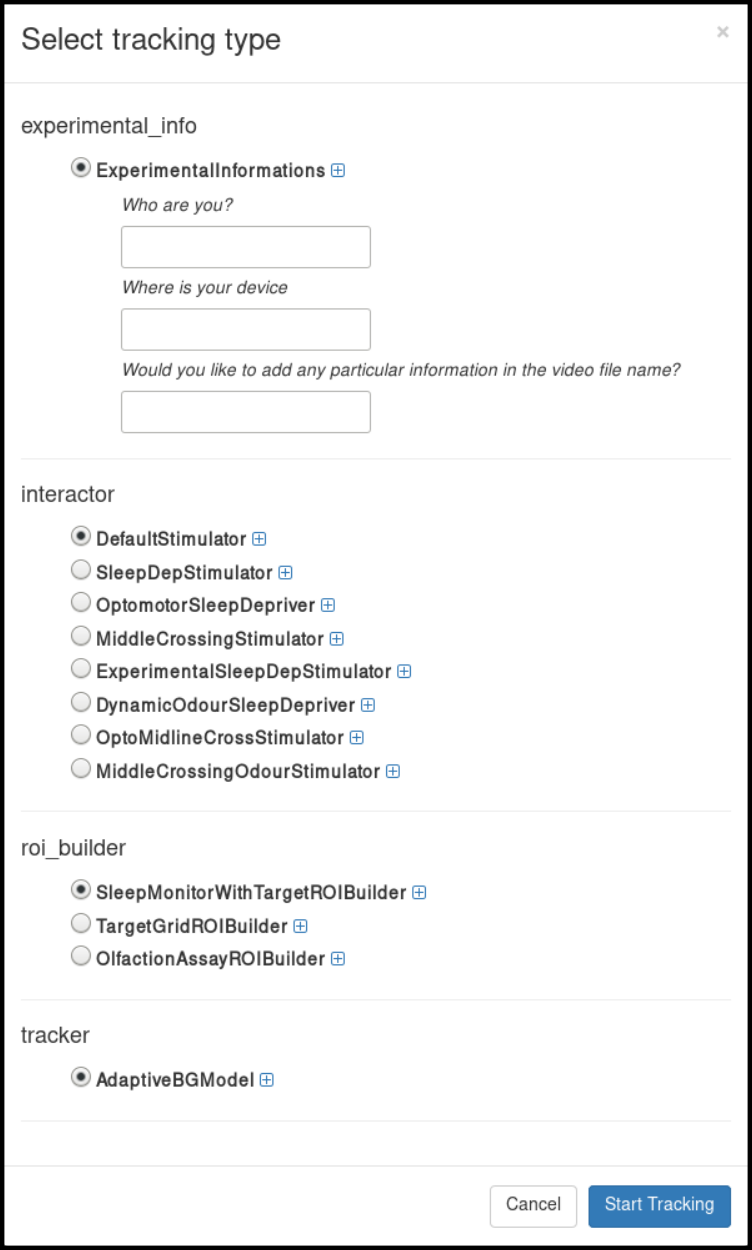 Select tracking type
×
experimental_info
ExperimentalInformations
Who are you?
Where is your device
Would you like to add any particular information in the video file name?
interactor
DefaultStimulator
SleepDepStimulator
OptomotorSleepDepriver
MiddleCrossingStimulator
ExperimentalSleepDepStimulator
DynamicOdourSleepDepriver
OptoMidlineCrossStimulator
MiddleCrossingOdourStimulator
roi_builder
SleepMonitorWithTargetROIBuilder
TargetGridROIBuilder
OlfactionAssayROIBuilder
tracker
AdaptiveBGModel
Cancel Start Tracking